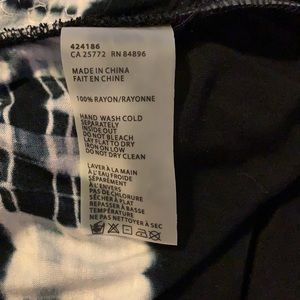 424186
CA 25772 RN 84896
MADE IN CHINA
FAIT EN CHINE
100% RAYON/RAYONNE
HAND WASH COLD
SEPARATELY
INSIDE OUT
DO NOT BLEACH
LAY FLAT TO DRY
IRON ON LOW
DO NOT DRY CLEAN
LAVER À LA MAIN
À L'EAU FROIDE
SÉPARÉMENT
À L'ENVERS
PAS DE CHLORURE
SÉCHER À PLAT
REPASSER À BASSE
TEMPÉRATURE
NE PAS NETTOYER À SEC